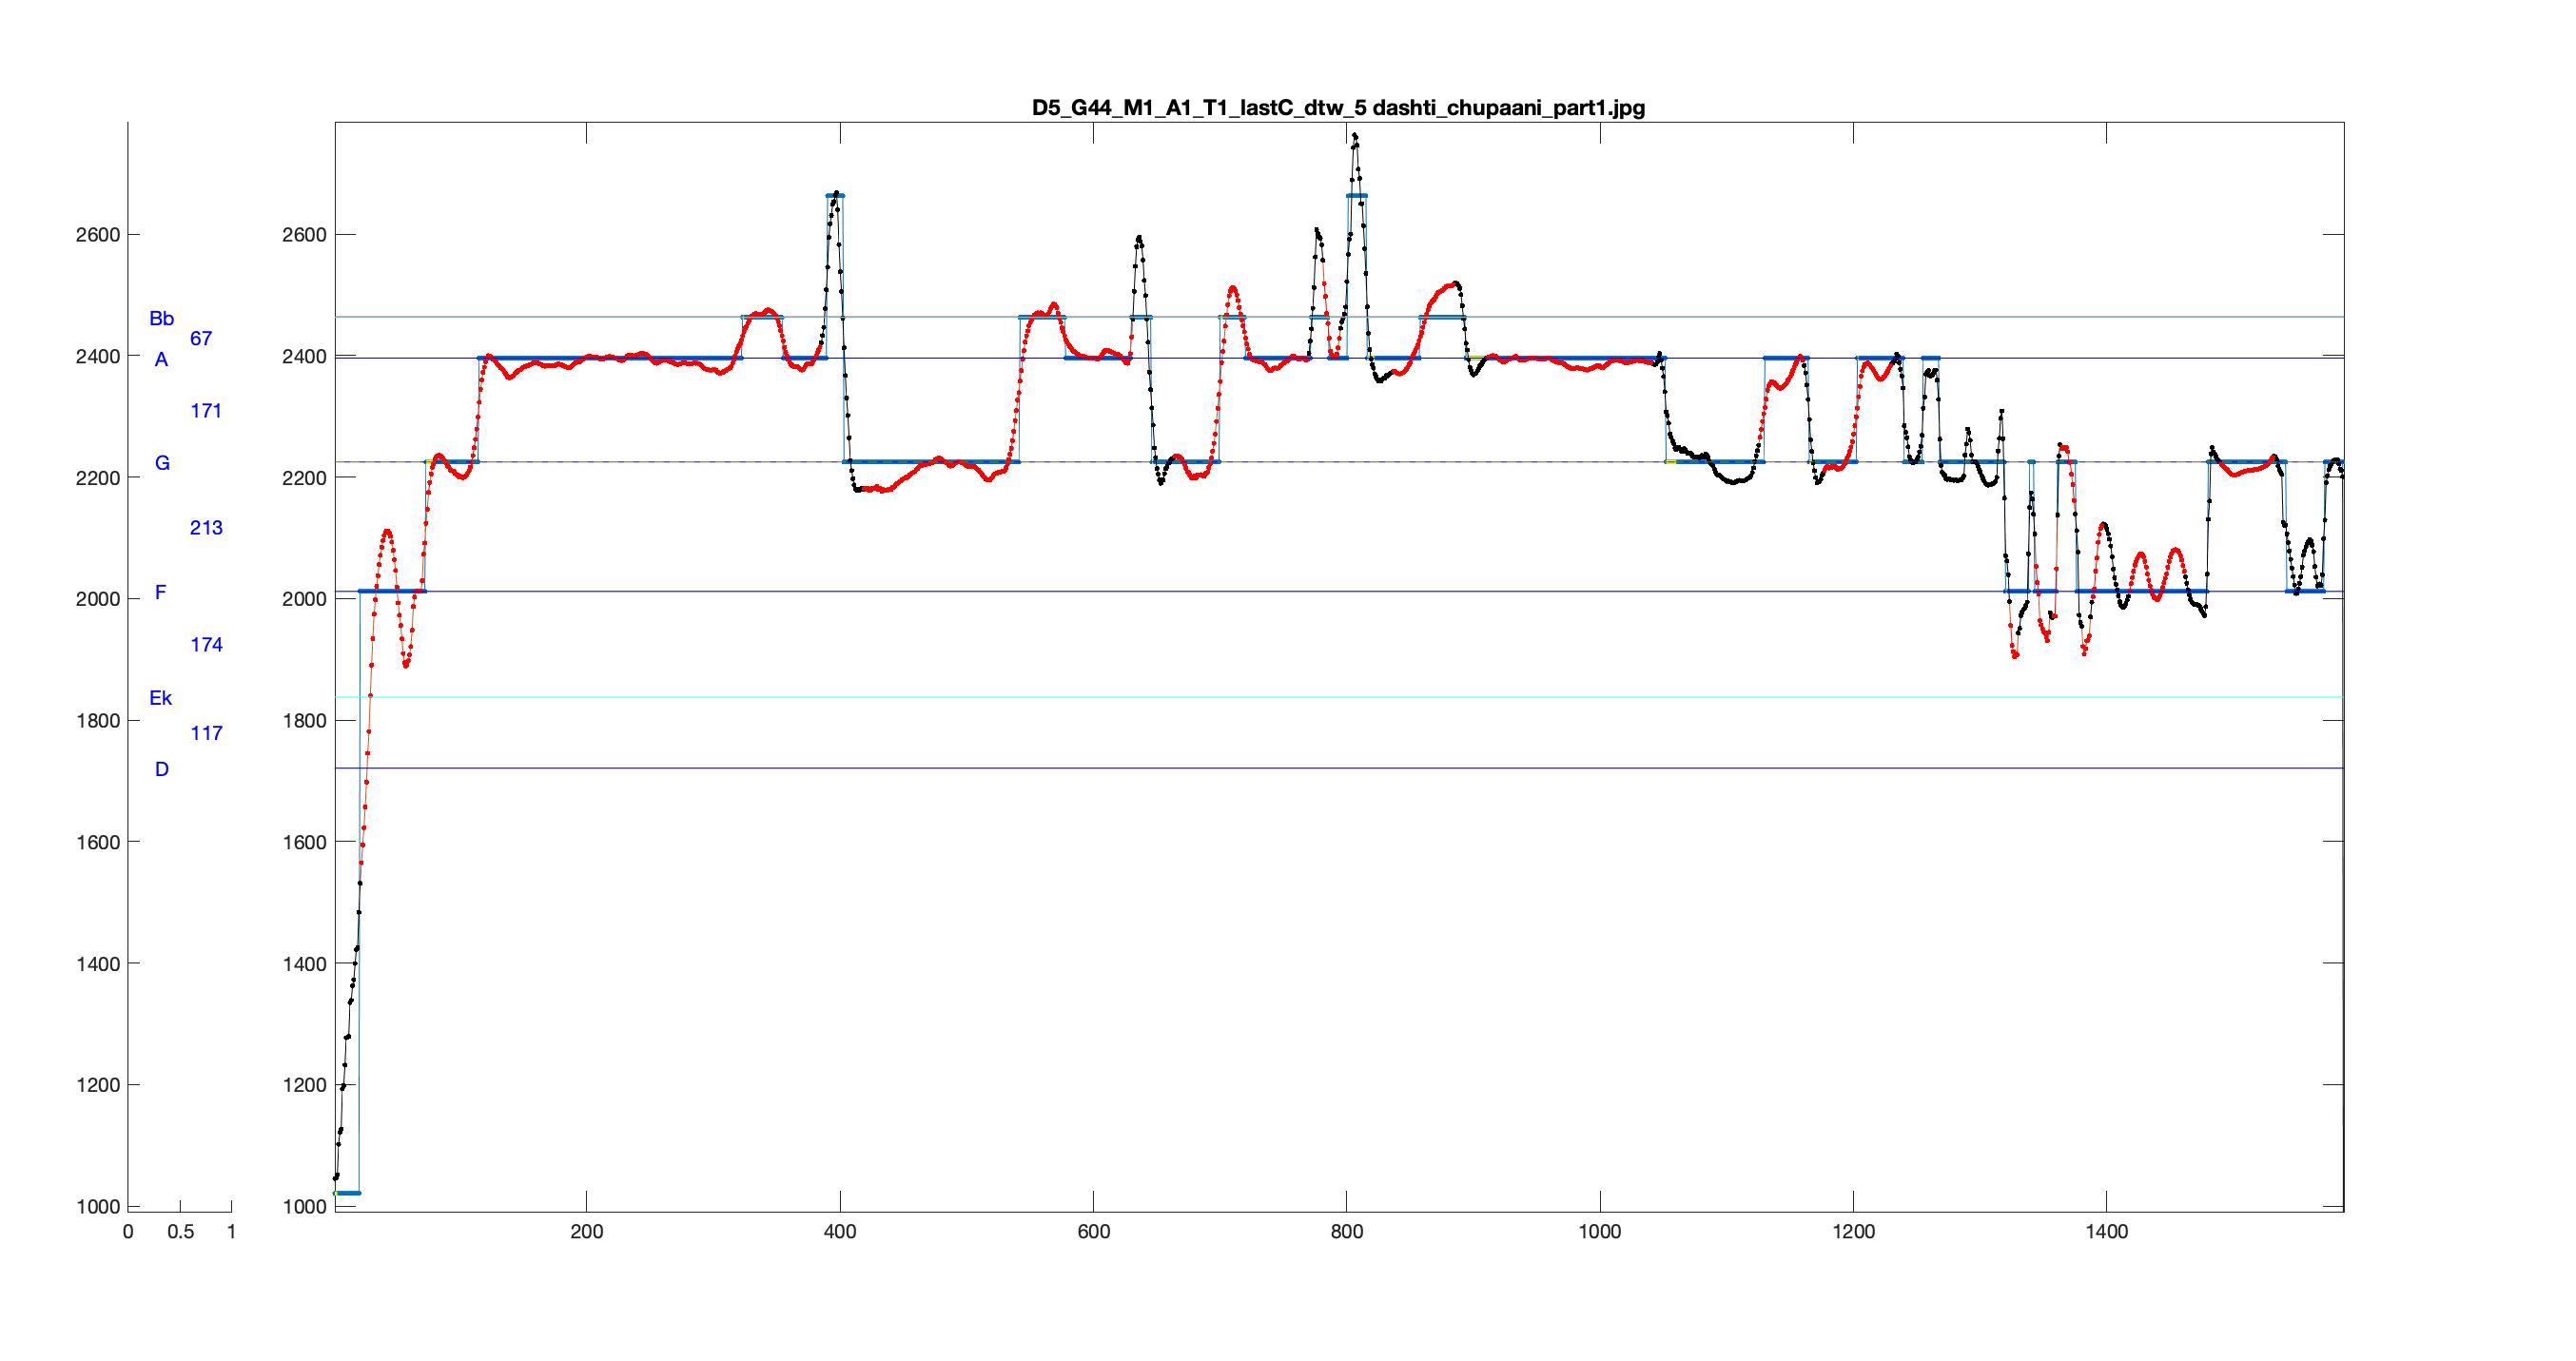 D5_G44_M1_A1_T1_lastC_dtw_5 dashti_chupaani_part1.jpg
2600 2600
Bb
67
2400 A 2400
171
G
2200 2200
213
2000 F 2000
174
Ek
1800 1800
117
D
1600 1600
1400 1400
1200 1200
1000 1000
0 0.5 1 200 400 600 800 1000 1200 1400